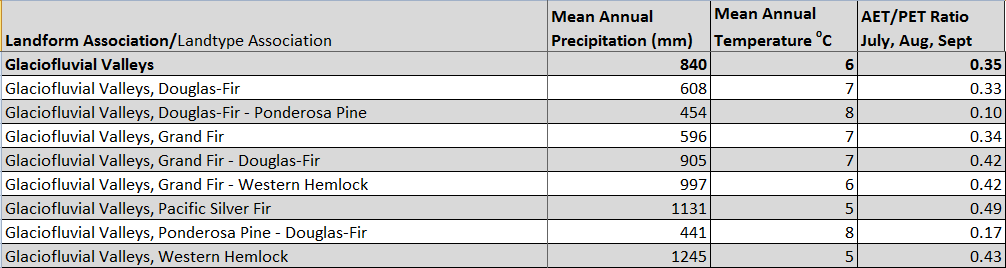 Landform Association/Landtype Association Mean Annual Precipitation (mm) Mean Annual Temperature ⁰C AET/PET Ratio July, Aug, Sept
Glaciofluvial Valleys 840 6 0.35
Glaciofluvial Valleys, Douglas-Fir 608 7 0.33
Glaciofluvial Valleys, Douglas-Fir - Ponderosa Pine 454 8 0.10
Glaciofluvial Valleys, Grand Fir 596 7 0.34
Glaciofluvial Valleys, Grand Fir - Douglas-Fir 905 7 0.42
Glaciofluvial Valleys, Grand Fir - Western Hemlock 997 6 0.42
Glaciofluvial Valleys, Pacific Silver Fir 1131 5 0.49
Glaciofluvial Valleys, Ponderosa Pine - Douglas-Fir 441 8 0.17
Glaciofluvial Valleys, Western Hemlock 1245 5 0.43